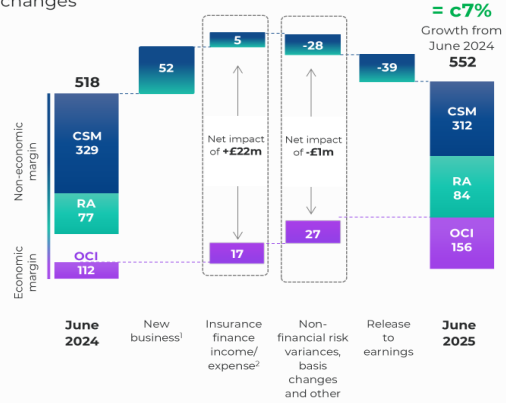 changes
= c7%
Growth from
June 2024
518
552
52
5
-28
-39
CSM
329
RA
77
OCI
112
Net impact
of +£22m
Net impact
of -£1m
17
27
CSM
312
RA
84
OCI
156
Non-economic
margin
Economic
margin
June
2024
New
business¹
Insurance
finance
income/
expense²
Non-
financial risk
variances,
basis
changes
and other
Release
to
earnings
June
2025